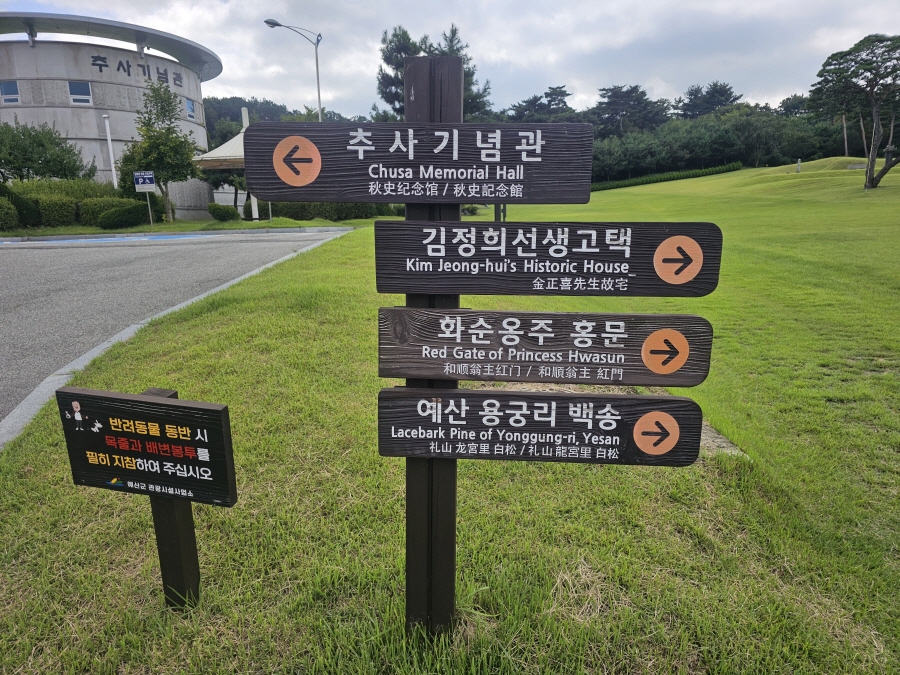 추사기념관
추사기념관
Chusa Memorial Hall
秋史纪念馆 / 秋史記念館
김정희선생고택
Kim Jeong-hui's Historic House
金正喜先生故宅
화순옹주 홍문
Red Gate of Princess Hwasun
和顺翁主红门 / 和順翁主 紅門
예산 용궁리 백송
Lacebark Pine of Yonggung-ri, Yesan
礼山 龙宫里 白松 / 礼山 龍宮里 白松
반려동물 동반 시
목줄과 배변봉투를
필히 지참하여 주십시오
예산군 관광시설사업소
P